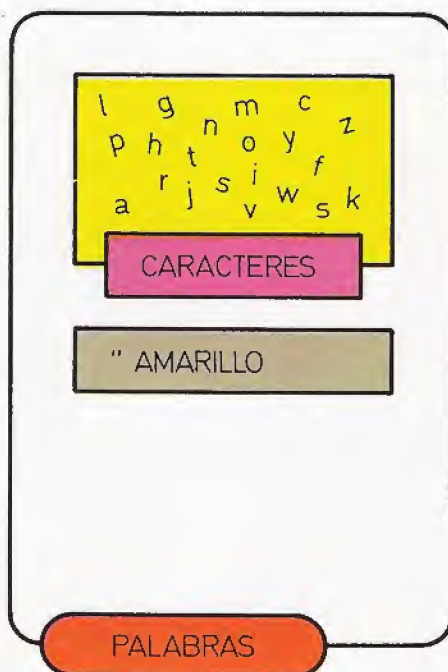 l g m c
n z
p h o y
t f
r s i
a j v w s k
CARACTERES
" AMARILLO
PALABRAS